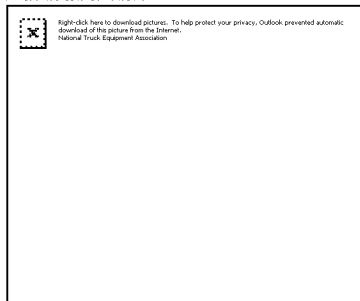 Right-click here to download pictures. To help protect your privacy, Outlook prevented automatic
download of this picture from the Internet.
National Truck Equipment Association